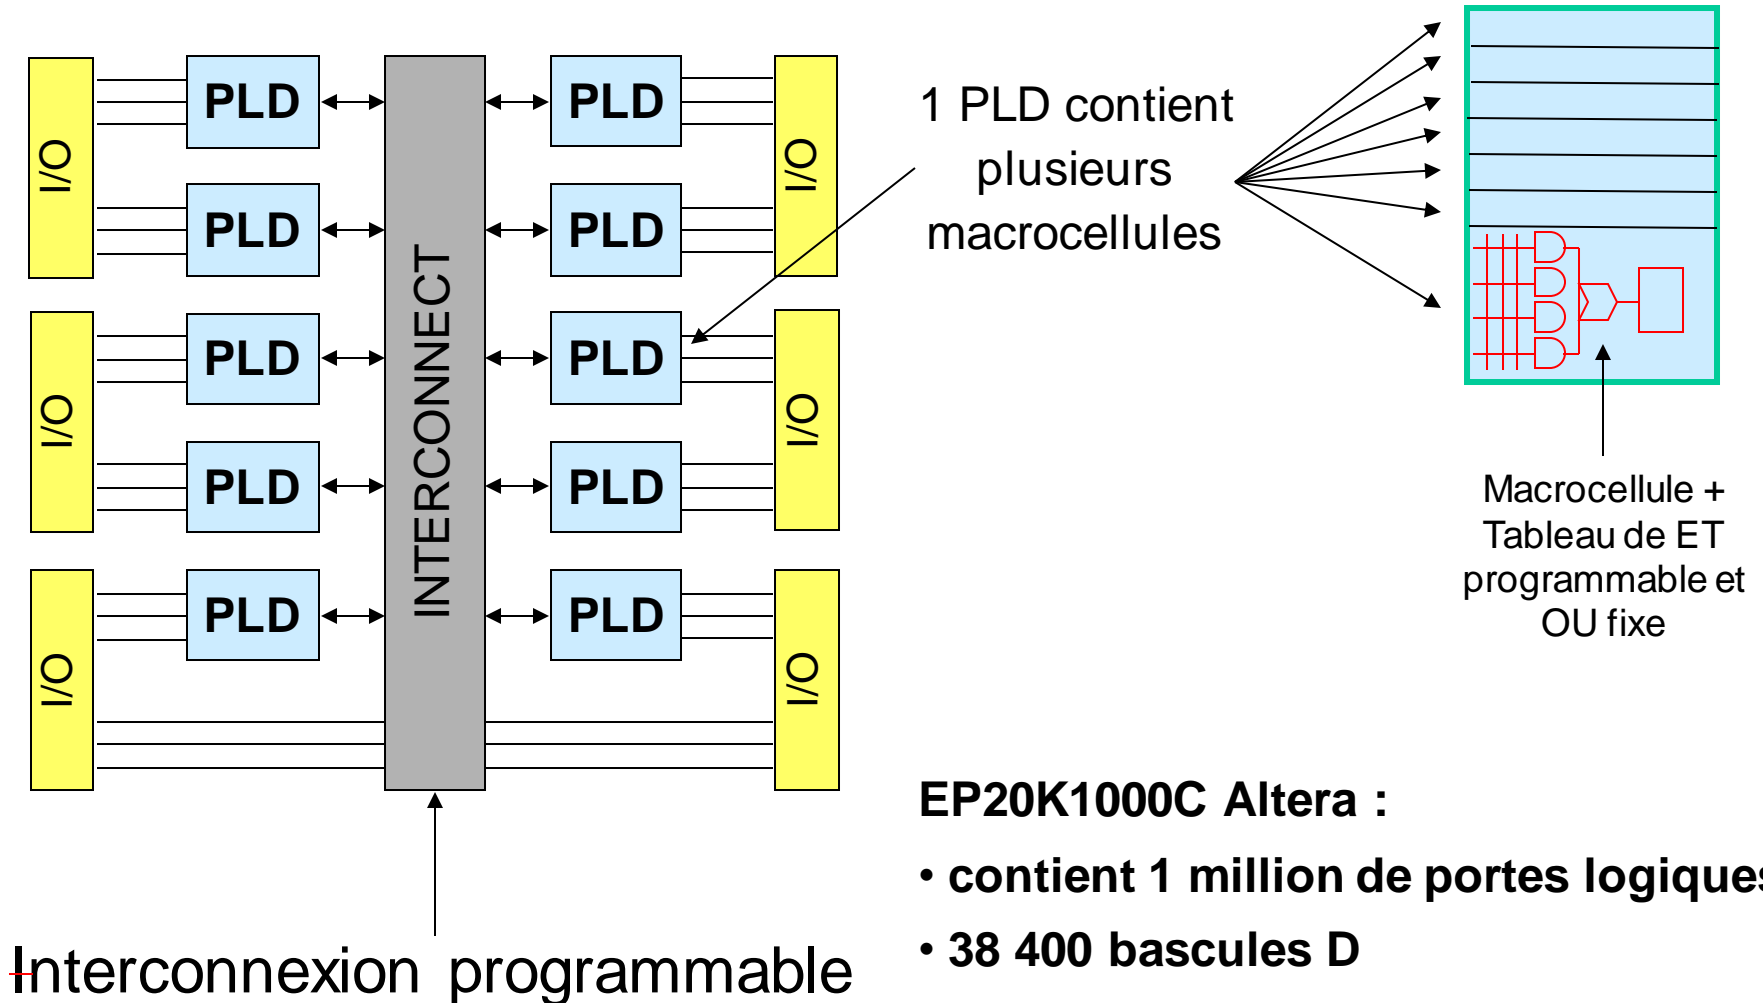 I/O
PLD
PLD
I/O
PLD
PLD
I/O
PLD
INTERCONNECT
PLD
I/O
PLD
PLD
I/O
PLD
PLD
I/O
Interconnexion programmable
1 PLD contient
plusieurs
macrocellules
Macrocellule +
Tableau de ET
programmable et
OU fixe
EP20K1000C Altera :
• contient 1 million de portes logiques
• 38 400 bascules D